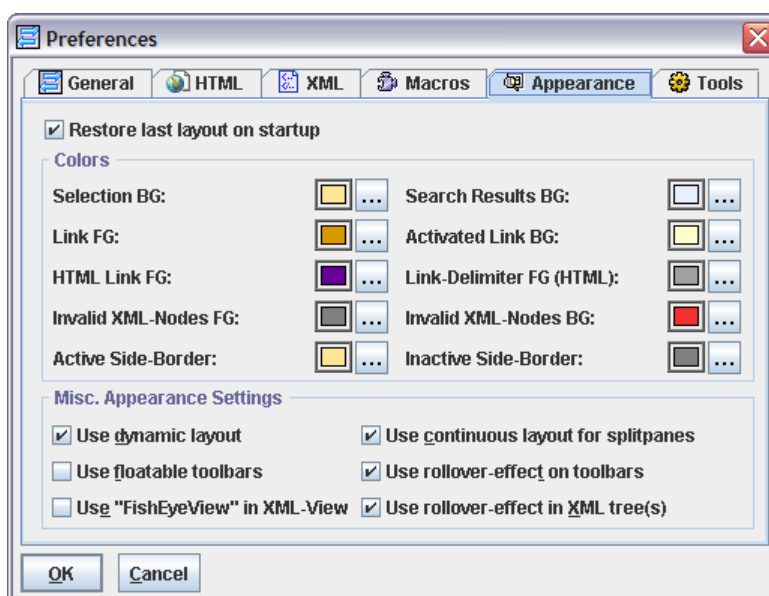 Preferences
General HTML XML Macros Appearance Tools
Restore last layout on startup
Colors
Selection BG: ... Search Results BG: ...
Link FG: ... Activated Link BG: ...
HTML Link FG: ... Link-Delimiter FG (HTML): ...
Invalid XML-Nodes FG: ... Invalid XML-Nodes BG: ...
Active Side-Border: ... Inactive Side-Border: ...
Misc. Appearance Settings
Use dynamic layout Use continuous layout for splitpanes
Use floatable toolbars Use rollover-effect on toolbars
Use "FishEyeView" in XML-View Use rollover-effect in XML tree(s)
OK Cancel